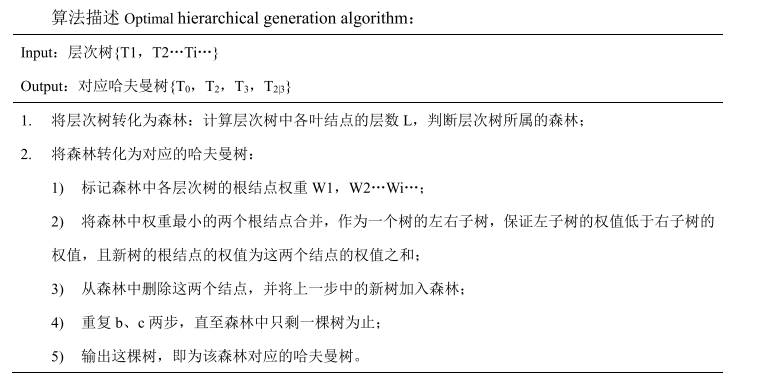 算法描述 Optimal hierarchical generation algorithm：
Input：层次树{T1，T2…Ti…}
Output：对应哈夫曼树{T₀，T₂，T₃，T₂|₃}
1. 将层次树转化为森林：计算层次树中各叶结点的层数 L，判断层次树所属的森林；
2. 将森林转化为对应的哈夫曼树：
1) 标记森林中各层次树的根结点权重 W1，W2…Wi…；
2) 将森林中权重最小的两个根结点合并，作为一个树的左右子树，保证左子树的权值低于右子树的
权值，且新树的根结点的权值为这两个结点的权值之和；
3) 从森林中删除这两个结点，并将上一步中的新树加入森林；
4) 重复 b、c 两步，直至森林中只剩一棵树为止；
5) 输出这棵树，即为该森林对应的哈夫曼树。